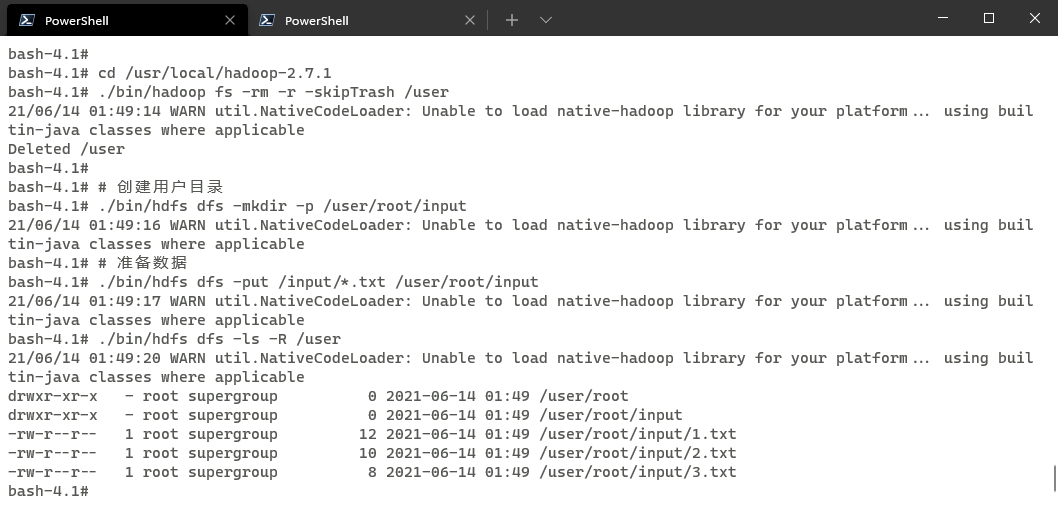 PowerShell
PowerShell
bash-4.1#
bash-4.1# cd /usr/local/hadoop-2.7.1
bash-4.1# ./bin/hadoop fs -rm -r -skipTrash /user
21/06/14 01:49:14 WARN util.NativeCodeLoader: Unable to load native-hadoop library for your platform... using buil
tin-java classes where applicable
Deleted /user
bash-4.1#
bash-4.1# # 创建用户目录
bash-4.1# ./bin/hdfs dfs -mkdir -p /user/root/input
21/06/14 01:49:16 WARN util.NativeCodeLoader: Unable to load native-hadoop library for your platform... using buil
tin-java classes where applicable
bash-4.1# # 准备数据
bash-4.1# ./bin/hdfs dfs -put /input/*.txt /user/root/input
21/06/14 01:49:17 WARN util.NativeCodeLoader: Unable to load native-hadoop library for your platform... using buil
tin-java classes where applicable
bash-4.1# ./bin/hdfs dfs -ls -R /user
21/06/14 01:49:20 WARN util.NativeCodeLoader: Unable to load native-hadoop library for your platform... using buil
tin-java classes where applicable
drwxr-xr-x   - root supergroup          0 2021-06-14 01:49 /user/root
drwxr-xr-x   - root supergroup          0 2021-06-14 01:49 /user/root/input
-rw-r--r--   1 root supergroup         12 2021-06-14 01:49 /user/root/input/1.txt
-rw-r--r--   1 root supergroup         10 2021-06-14 01:49 /user/root/input/2.txt
-rw-r--r--   1 root supergroup          8 2021-06-14 01:49 /user/root/input/3.txt
bash-4.1#